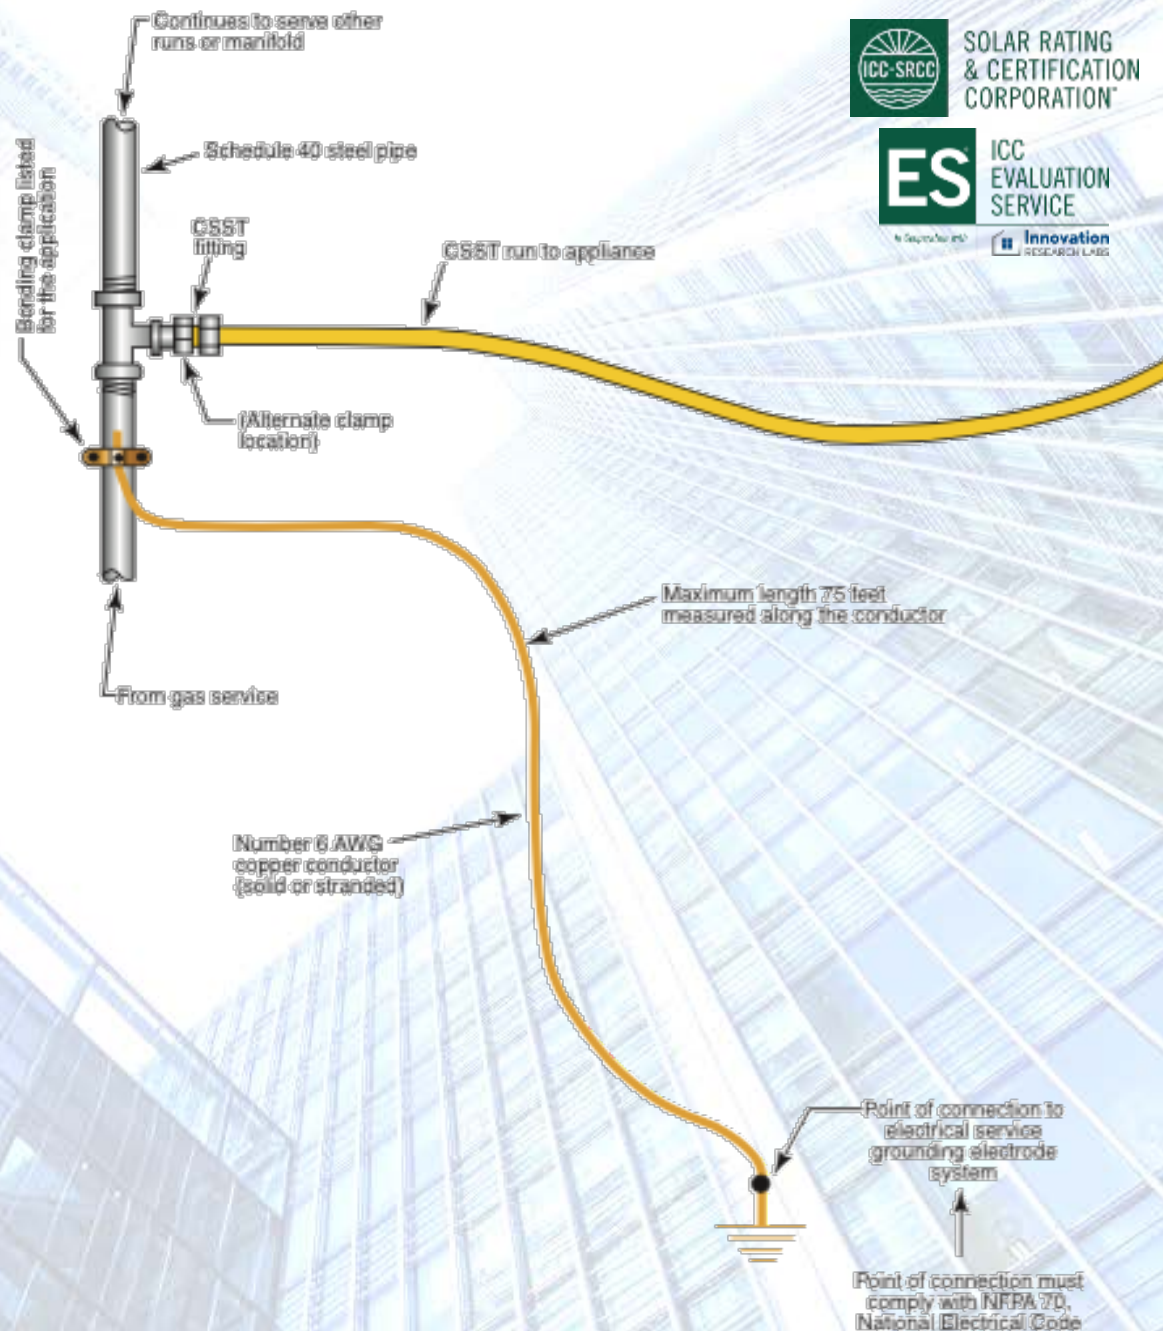 Continues to serve other
runs or manifold
ICC-SRCC
SOLAR RATING
& CERTIFICATION
CORPORATION
Schedule 40 steel pipe
Bonding clamp listed
for the application
ES
ICC
EVALUATION
SERVICE
In Cooperation with
Innovation
RESEARCH LABS
CSST
fitting
CSST run to appliance
(Alternate clamp
location)
Maximum length 75 feet
measured along the conductor
From gas service
Number 6 AWG
copper conductor
(solid or stranded)
Point of connection to
electrical service
grounding electrode
system
Point of connection must
comply with NFPA 70,
National Electrical Code